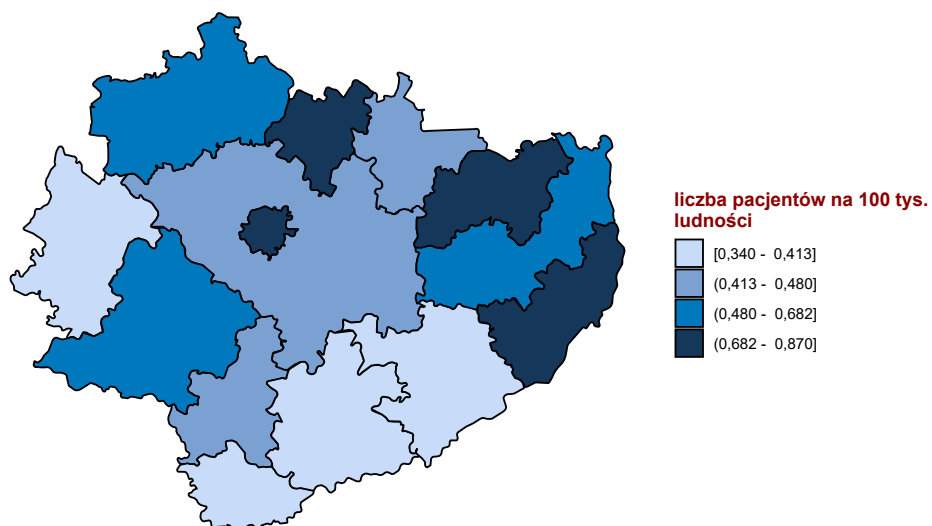 liczba pacjentów na 100 tys.
ludności
[0,340 - 0,413]
(0,413 - 0,480]
(0,480 - 0,682]
(0,682 - 0,870]